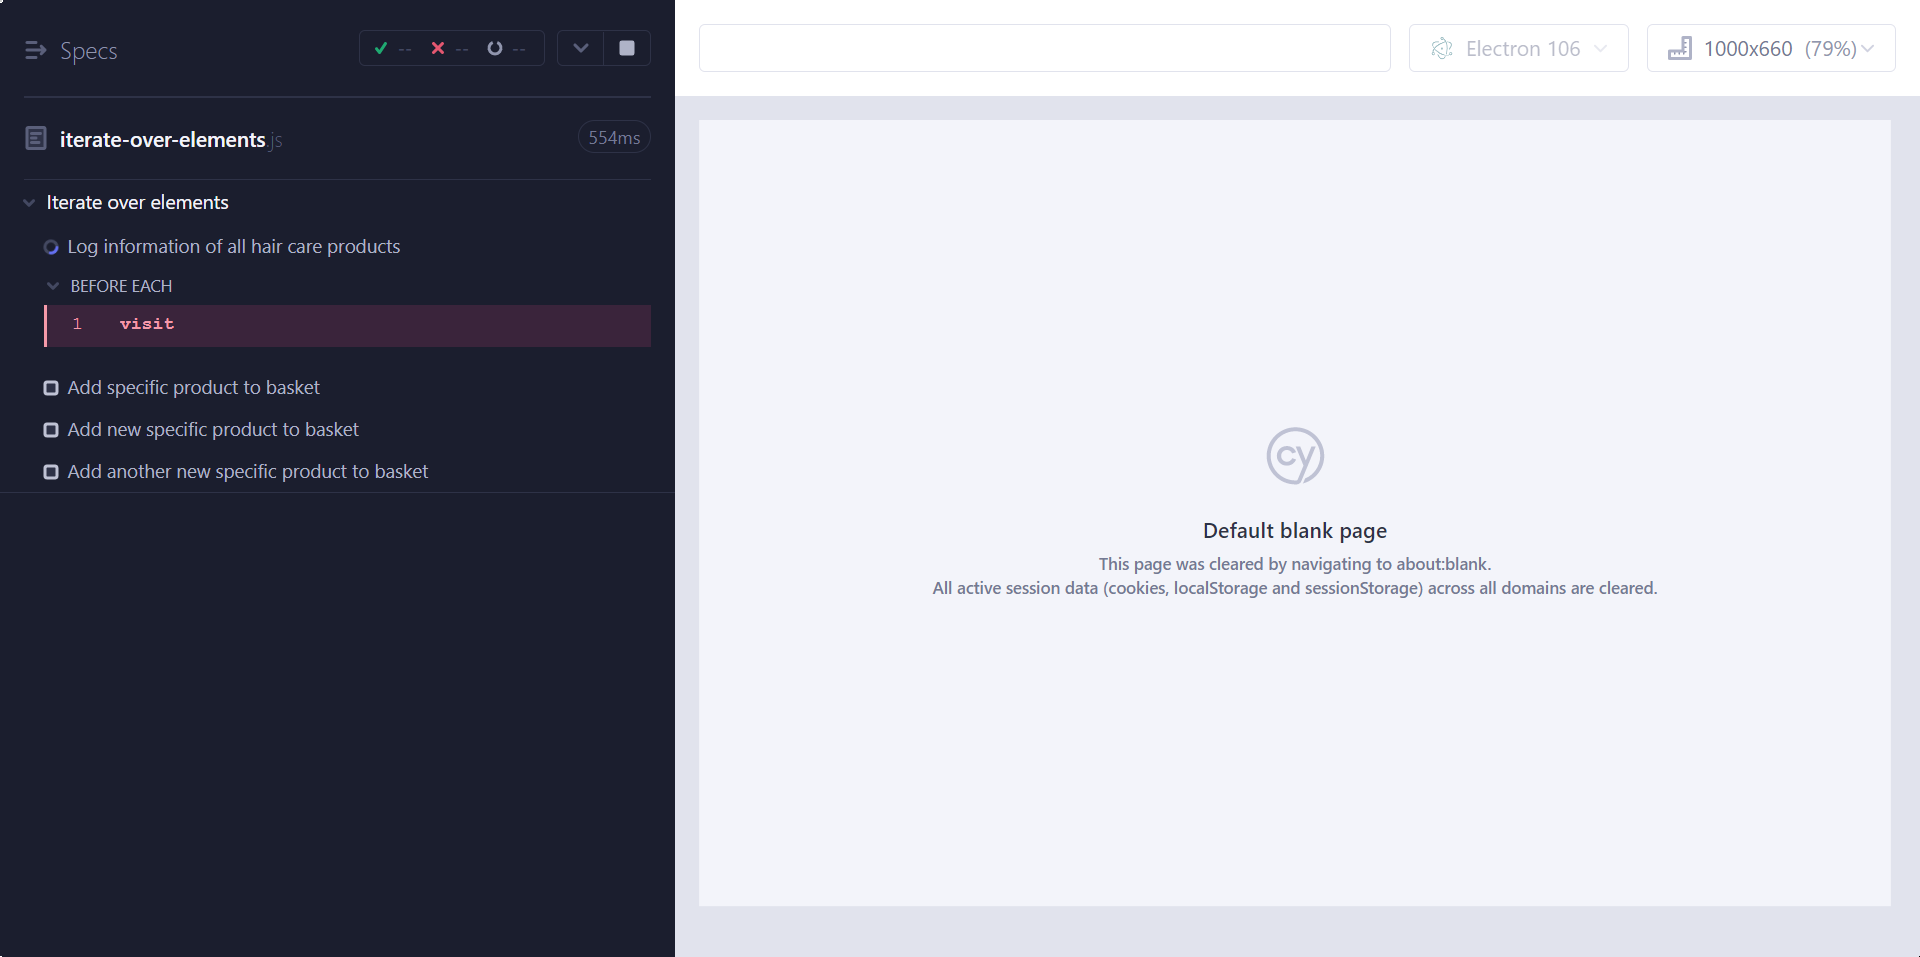 Specs
-- -- --
iterate-over-elements.js
554ms
Iterate over elements
Log information of all hair care products
BEFORE EACH
1 visit
Add specific product to basket
Add new specific product to basket
Add another new specific product to basket
Electron 106
1000x660 (79%)
cy
Default blank page
This page was cleared by navigating to about:blank.
All active session data (cookies, localStorage and sessionStorage) across all domains are cleared.